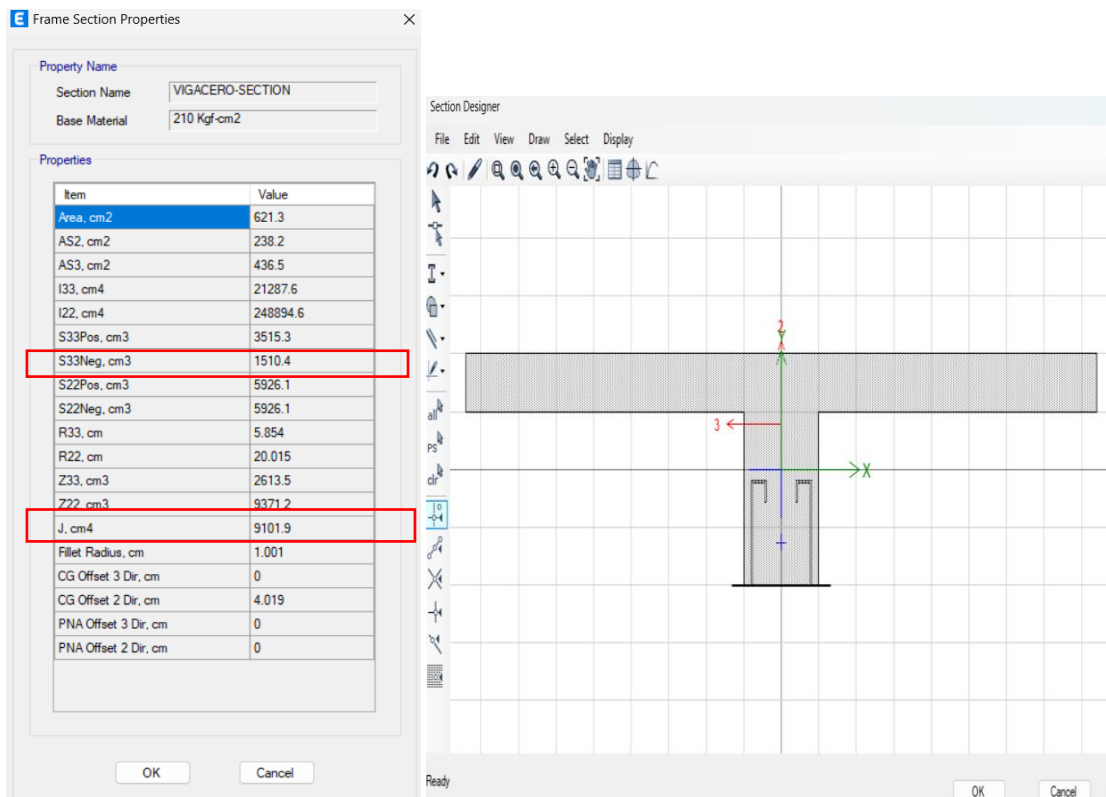 E Frame Section Properties
Property Name
Section Name VIGACERO-SECTION
Base Material 210 Kgf-cm2
Properties
Item Value
Area, cm2 621.3
AS2, cm2 238.2
AS3, cm2 436.5
I33, cm4 21287.6
I22, cm4 248894.6
S33Pos, cm3 3515.3
S33Neg, cm3 1510.4
S22Pos, cm3 5926.1
S22Neg, cm3 5926.1
R33, cm 5.854
R22, cm 20.015
Z33, cm3 2613.5
Z22, cm3 9371.2
J, cm4 9101.9
Fillet Radius, cm 1.001
CG Offset 3 Dir, cm 0
CG Offset 2 Dir, cm 4.019
PNA Offset 3 Dir, cm 0
PNA Offset 2 Dir, cm 0
OK Cancel
Section Designer
File Edit View Draw Select Display
all
PS
clr
2
Y
3
X
Ready
OK Cancel